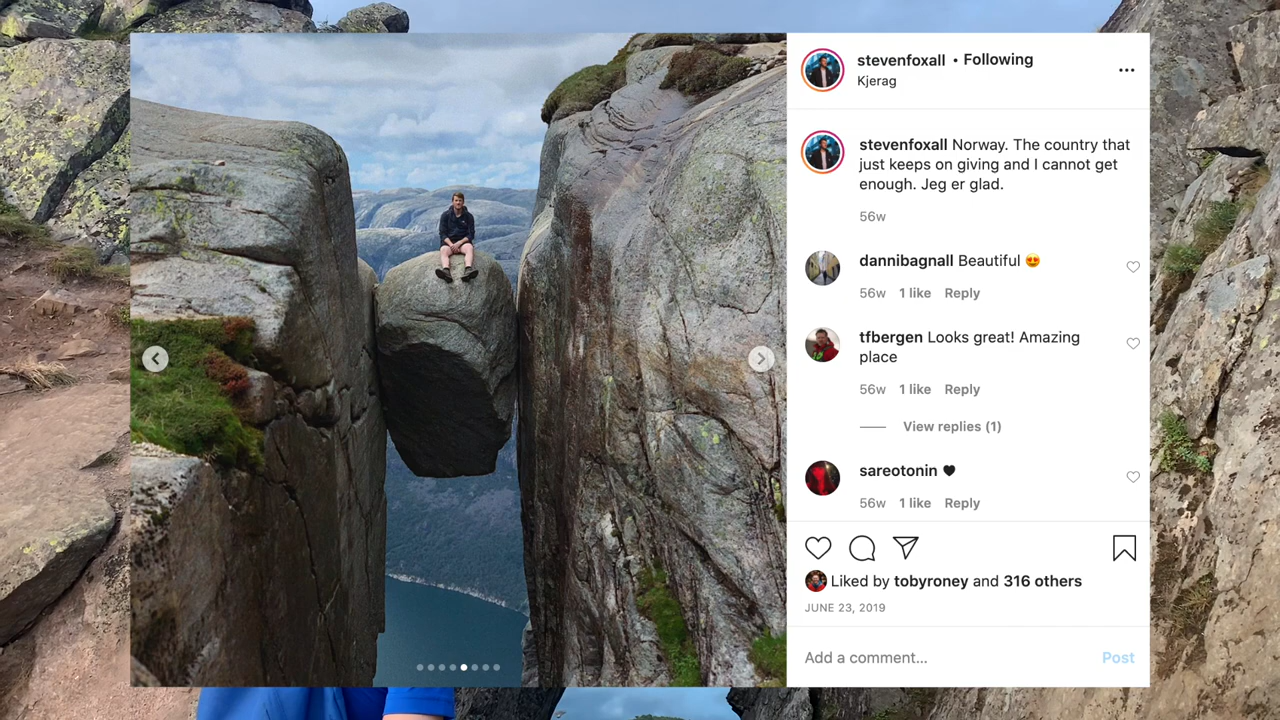 stevenfoxall • Following
Kjerag
stevenfoxall Norway. The country that
just keeps on giving and I cannot get
enough. Jeg er glad.
56w
dannibagnall Beautiful 😍
56w 1 like Reply
tfbergen Looks great! Amazing
place
56w 1 like Reply
View replies (1)
sareotonin 🖤
56w 1 like Reply
Liked by tobyroney and 316 others
JUNE 23, 2019
Add a comment... Post